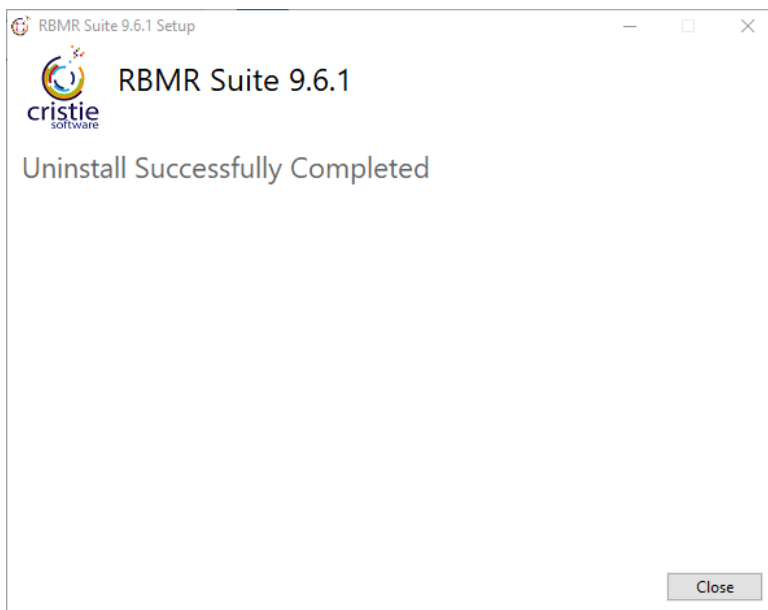 RBMR Suite 9.6.1 Setup
RBMR Suite 9.6.1
cristie
software
Uninstall Successfully Completed
Close